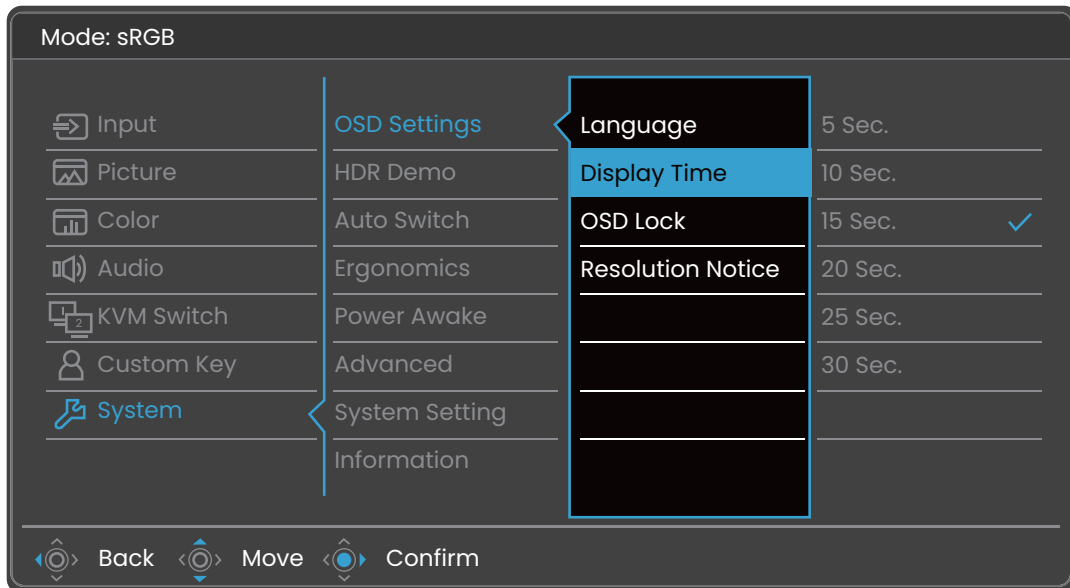 Mode: sRGB
Input
Picture
Color
Audio
1 2 KVM Switch
Custom Key
System
OSD Settings
HDR Demo
Auto Switch
Ergonomics
Power Awake
Advanced
System Setting
Information
Language
Display Time
OSD Lock
Resolution Notice
5 Sec.
10 Sec.
15 Sec.
20 Sec.
25 Sec.
30 Sec.
Back Move Confirm